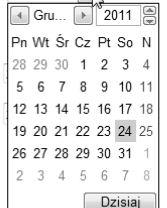 Gru... 2011
Pn Wt Śr Cz Pt So N
28 29 30 1 2 3 4
5 6 7 8 9 10 11
12 13 14 15 16 17 18
19 20 21 22 23 24 25
26 27 28 29 30 31 1
2 3 4 5 6 7 8
Dzisiaj